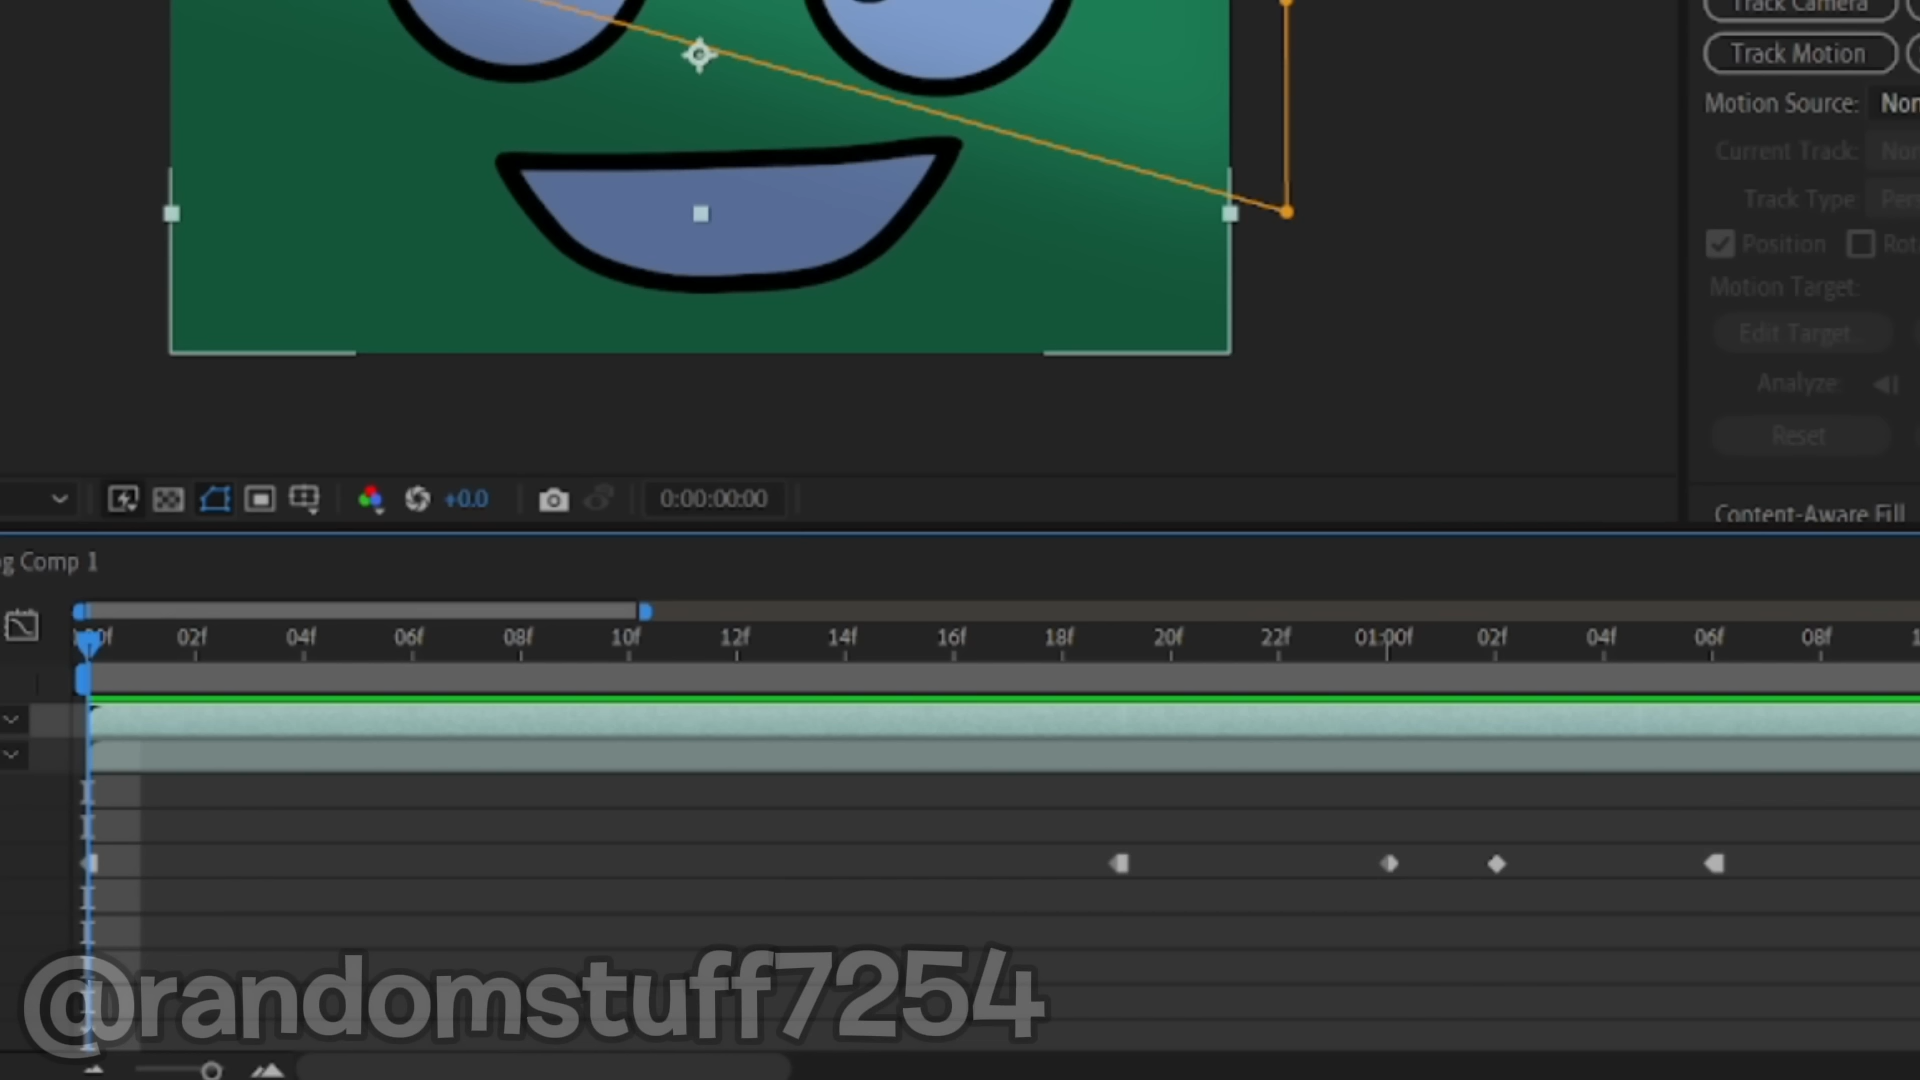 Track Camera
Track Motion
Motion Source:
Current Track:
Track Type:
Position
Motion Target:
Edit Target..
Analyze:
Reset
+0.0
0:00:00:00
Content-Aware Fill
Comp 1
02f 04f 06f 08f 10f 12f 14f 16f 18f 20f 22f 01:00f 02f 04f 06f 08f
@randomstuff7254